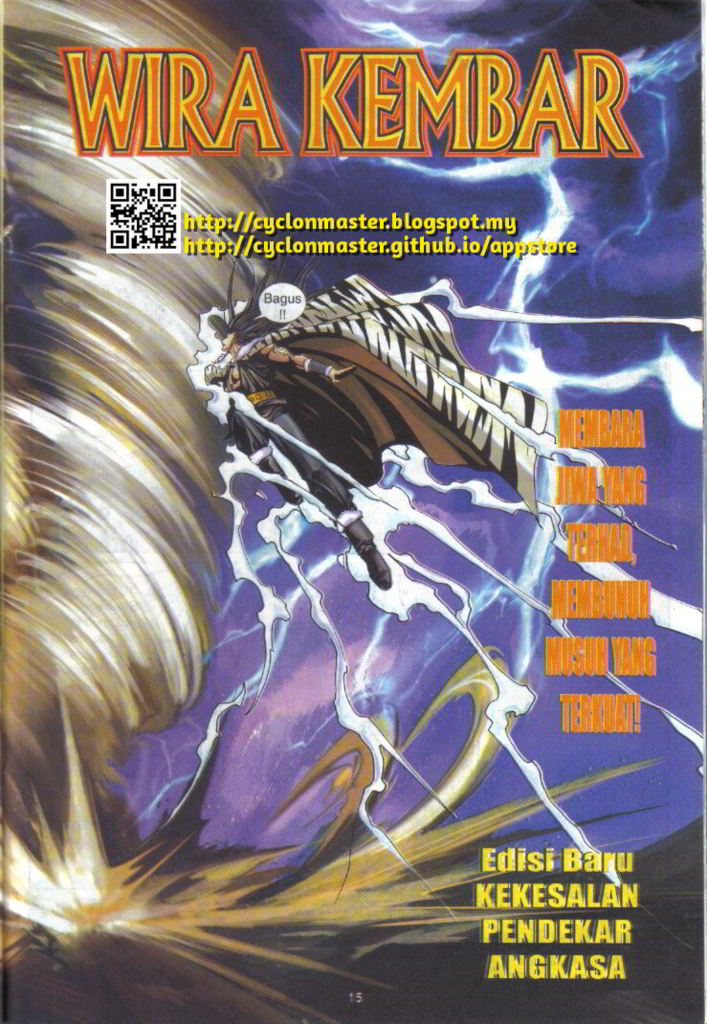 WIRA KEMBAR
http://cyclonmaster.blogspot.my
http://cyclonmaster.github.io/appstore
Bagus
!!
MEMBARA
JIWA YANG
TERHAD,
MEMBUNUH
MUSUH YANG
TERKUAT!
Edisi Baru
KEKESALAN
PENDEKAR
ANGKASA
15